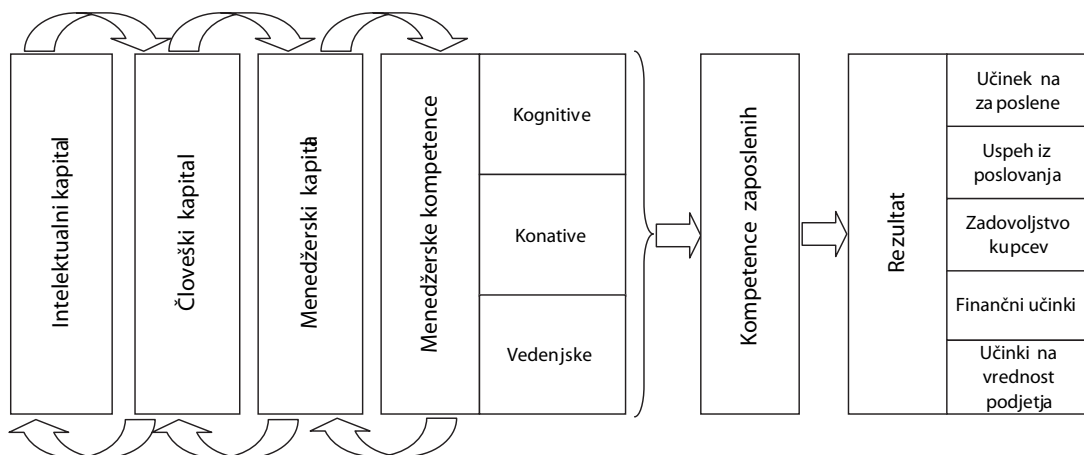 Intelektualni kapital
Človeški kapital
Menedžerski kapital
Menedžerske kompetence
Kognitive
Konative
Vedenjske
Kompetence zaposlenih
Rezultat
Učinek na
za poslene
Uspeh iz
poslovanja
Zadovoljstvo
kupcev
Finančni učinki
Učinki na
vrednost
podjetja